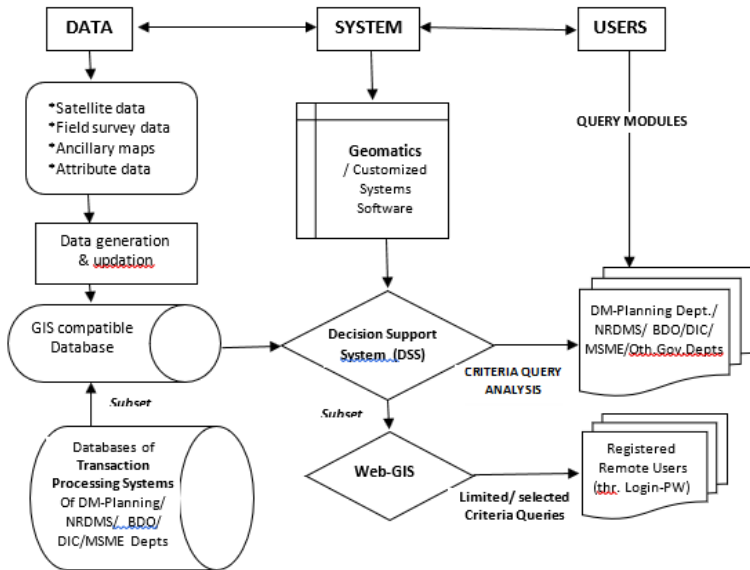 DATA
SYSTEM
USERS
*Satellite data
*Field survey data
*Ancillary maps
*Attribute data
Geomatics
/ Customized
Systems
Software
QUERY MODULES
Data generation
& updation
GIS compatible
Database
Decision Support
System (DSS)
CRITERIA QUERY
ANALYSIS
DM-Planning Dept./
NRDMS/ BDO/DIC/
MSME/Oth.Gov.Depts
Subset
Databases of
Transaction
Processing Systems
Of DM-Planning/
NRDMS/ BDO/
DIC/MSME Depts
Subset
Web-GIS
Limited/ selected
Criteria Queries
Registered
Remote Users
(thr. Login-PW)